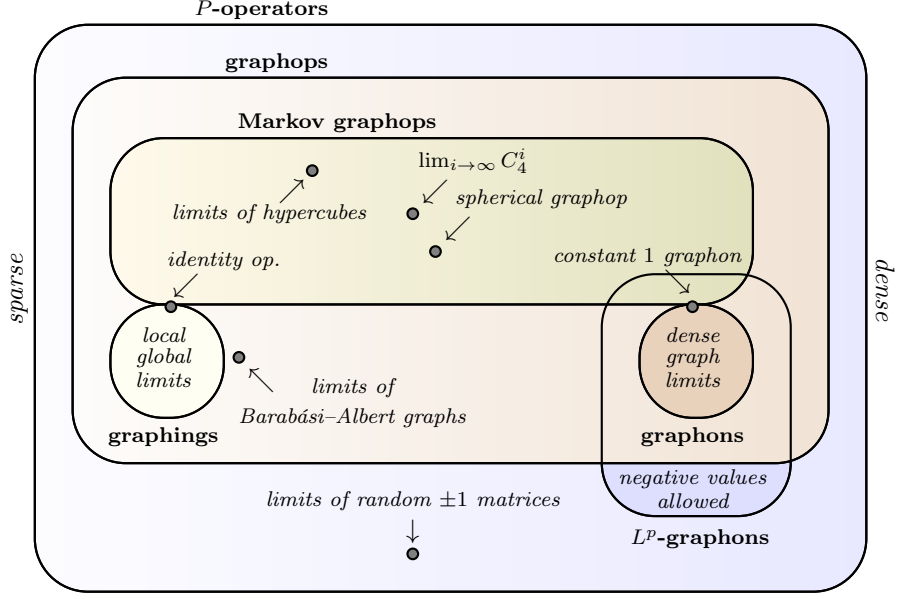 P-operators
graphops
Markov graphops
lim_{i→∞} C_4^i
limits of hypercubes
spherical graphop
identity op.
constant 1 graphon
sparse
dense
local
global
limits
dense
graph
limits
limits of
Barabási–Albert graphs
graphings
graphons
negative values
allowed
limits of random ±1 matrices
L^p-graphons